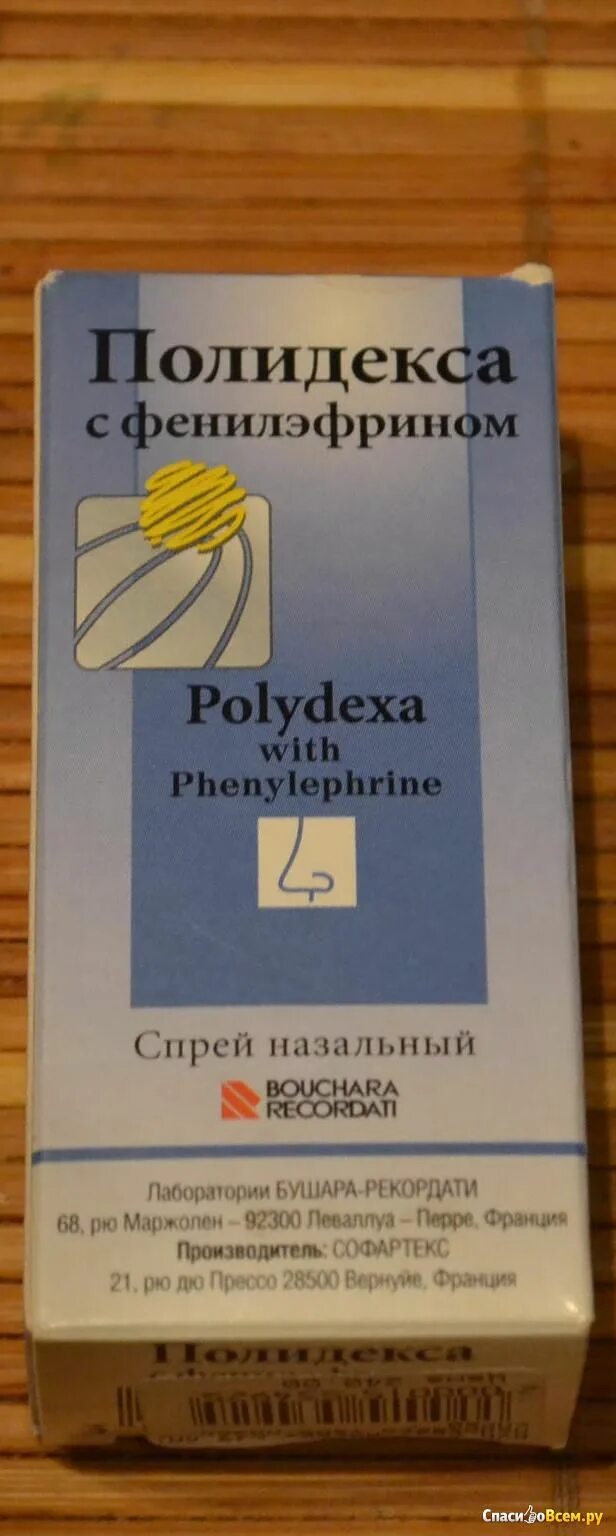 Полидекса
с фенилэфрином
Polydexa
with
Phenylephrine
Спрей назальный
BOUCHARA
RECORDATI
Лаборатории БУШАРА-РЕКОРДАТИ
68, рю Маржолен – 92300 Леваллуа – Перре, Франция
Производитель: СОФАРТЕКС
21, рю дю Прессо 28500 Вернуйе, Франция
Полидекса
СпасибоВсем.ру